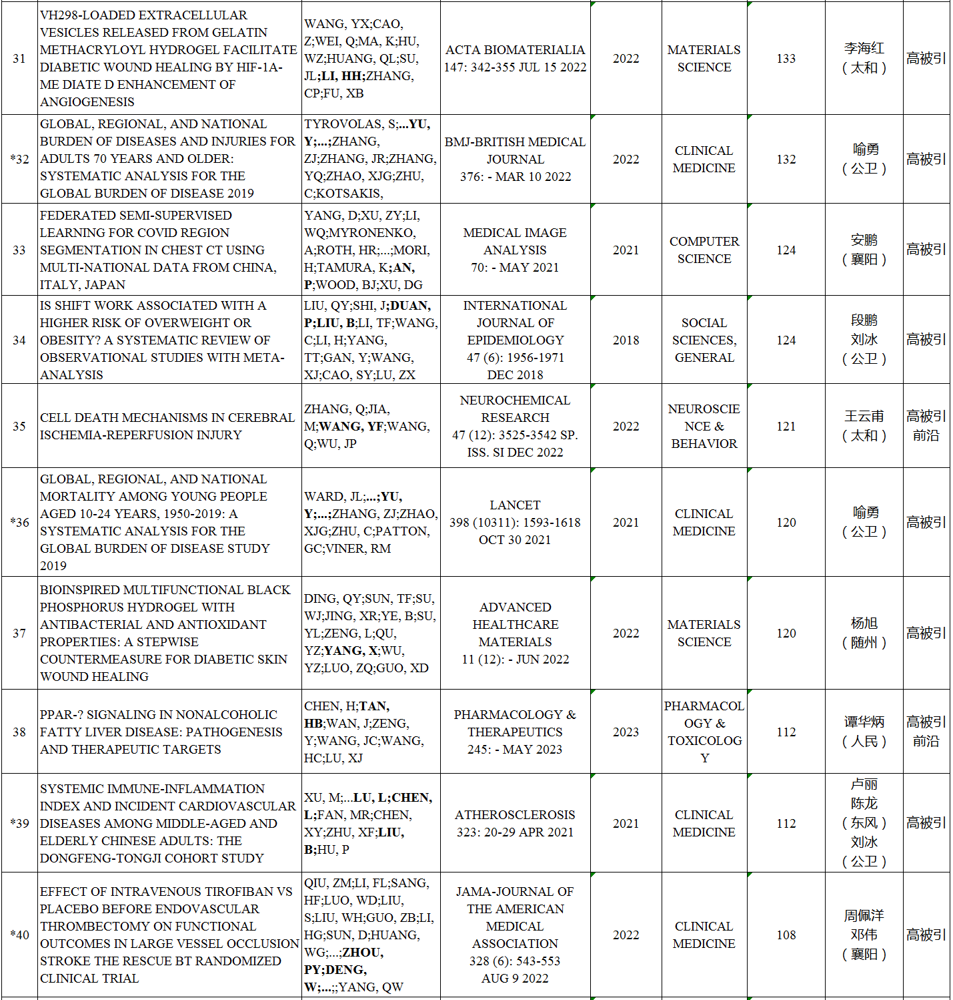 31
VH298-LOADED EXTRACELLULAR
VESICLES RELEASED FROM GELATIN
METHACRYLOYL HYDROGEL FACILITATE
DIABETIC WOUND HEALING BY HIF-1A-
ME DIATE D ENHANCEMENT OF
ANGIOGENESIS
WANG, YX;CAO,
Z;WEI, Q;MA, K;HU,
WZ;HUANG, QL;SU,
JL;LI, HH;ZHANG,
CP;FU, XB
ACTA BIOMATERIALIA
147: 342-355 JUL 15 2022
2022
MATERIALS
SCIENCE
133
李海红
（太和）
高被引
*32
GLOBAL, REGIONAL, AND NATIONAL
BURDEN OF DISEASES AND INJURIES FOR
ADULTS 70 YEARS AND OLDER:
SYSTEMATIC ANALYSIS FOR THE
GLOBAL BURDEN OF DISEASE 2019
TYROVOLAS, S;...YU,
Y;...;ZHANG,
ZJ;ZHANG, JR;ZHANG,
YQ;ZHAO, XJG;ZHU,
C;KOTSAKIS,
BMJ-BRITISH MEDICAL
JOURNAL
376: - MAR 10 2022
2022
CLINICAL
MEDICINE
132
喻勇
（公卫）
高被引
33
FEDERATED SEMI-SUPERVISED
LEARNING FOR COVID REGION
SEGMENTATION IN CHEST CT USING
MULTI-NATIONAL DATA FROM CHINA,
ITALY, JAPAN
YANG, D;XU, ZY;LI,
WQ;MYRONENKO,
A;ROTH, HR;...;MORI,
H;TAMURA, K;AN,
P;WOOD, BJ;XU, DG
MEDICAL IMAGE
ANALYSIS
70: - MAY 2021
2021
COMPUTER
SCIENCE
124
安鹏
（襄阳）
高被引
34
IS SHIFT WORK ASSOCIATED WITH A
HIGHER RISK OF OVERWEIGHT OR
OBESITY? A SYSTEMATIC REVIEW OF
OBSERVATIONAL STUDIES WITH META-
ANALYSIS
LIU, QY;SHI, J;DUAN,
P;LIU, B;LI, TF;WANG,
C;LI, H;YANG,
TT;GAN, Y;WANG,
XJ;CAO, SY;LU, ZX
INTERNATIONAL
JOURNAL OF
EPIDEMIOLOGY
47 (6): 1956-1971
DEC 2018
2018
SOCIAL
SCIENCES,
GENERAL
124
段鹏
刘冰
（公卫）
高被引
35
CELL DEATH MECHANISMS IN CEREBRAL
ISCHEMIA-REPERFUSION INJURY
ZHANG, Q;JIA,
M;WANG, YF;WANG,
Q;WU, JP
NEUROCHEMICAL
RESEARCH
47 (12): 3525-3542 SP.
ISS. SI DEC 2022
2022
NEUROSCIE
NCE &
BEHAVIOR
121
王云甫
（太和）
高被引
前沿
*36
GLOBAL, REGIONAL, AND NATIONAL
MORTALITY AMONG YOUNG PEOPLE
AGED 10-24 YEARS, 1950-2019: A
SYSTEMATIC ANALYSIS FOR THE
GLOBAL BURDEN OF DISEASE STUDY
2019
WARD, JL;...;YU,
Y;...;ZHANG, ZJ;ZHAO,
XJG;ZHU, C;PATTON,
GC;VINER, RM
LANCET
398 (10311): 1593-1618
OCT 30 2021
2021
CLINICAL
MEDICINE
120
喻勇
（公卫）
高被引
37
BIOINSPIRED MULTIFUNCTIONAL BLACK
PHOSPHORUS HYDROGEL WITH
ANTIBACTERIAL AND ANTIOXIDANT
PROPERTIES: A STEPWISE
COUNTERMEASURE FOR DIABETIC SKIN
WOUND HEALING
DING, QY;SUN, TF;SU,
WJ;JING, XR;YE, B;SU,
YL;ZENG, L;QU,
YZ;YANG, X;WU,
YZ;LUO, ZQ;GUO, XD
ADVANCED
HEALTHCARE
MATERIALS
11 (12): - JUN 2022
2022
MATERIALS
SCIENCE
120
杨旭
（随州）
高被引
38
PPAR-? SIGNALING IN NONALCOHOLIC
FATTY LIVER DISEASE: PATHOGENESIS
AND THERAPEUTIC TARGETS
CHEN, H;TAN,
HB;WAN, J;ZENG,
Y;WANG, JC;WANG,
HC;LU, XJ
PHARMACOLOGY &
THERAPEUTICS
245: - MAY 2023
2023
PHARMACOL
OGY &
TOXICOLOG
Y
112
谭华炳
（人民）
高被引
前沿
*39
SYSTEMIC IMMUNE-INFLAMMATION
INDEX AND INCIDENT CARDIOVASCULAR
DISEASES AMONG MIDDLE-AGED AND
ELDERLY CHINESE ADULTS: THE
DONGFENG-TONGJI COHORT STUDY
XU, M;...LU, L;CHEN,
L;FAN, MR;CHEN,
XY;ZHU, XF;LIU,
B;HU, P
ATHEROSCLEROSIS
323: 20-29 APR 2021
2021
CLINICAL
MEDICINE
112
卢丽
陈龙
（东风）
刘冰
（公卫）
高被引
*40
EFFECT OF INTRAVENOUS TIROFIBAN VS
PLACEBO BEFORE ENDOVASCULAR
THROMBECTOMY ON FUNCTIONAL
OUTCOMES IN LARGE VESSEL OCCLUSION
STROKE THE RESCUE BT RANDOMIZED
CLINICAL TRIAL
QIU, ZM;LI, FL;SANG,
HF;LUO, WD;LIU,
S;LIU, WH;GUO, ZB;LI,
HG;SUN, D;HUANG,
WG;...;ZHOU,
PY;DENG,
W;...;;YANG, QW
JAMA-JOURNAL OF
THE AMERICAN
MEDICAL
ASSOCIATION
328 (6): 543-553
AUG 9 2022
2022
CLINICAL
MEDICINE
108
周佩洋
邓伟
（襄阳）
高被引